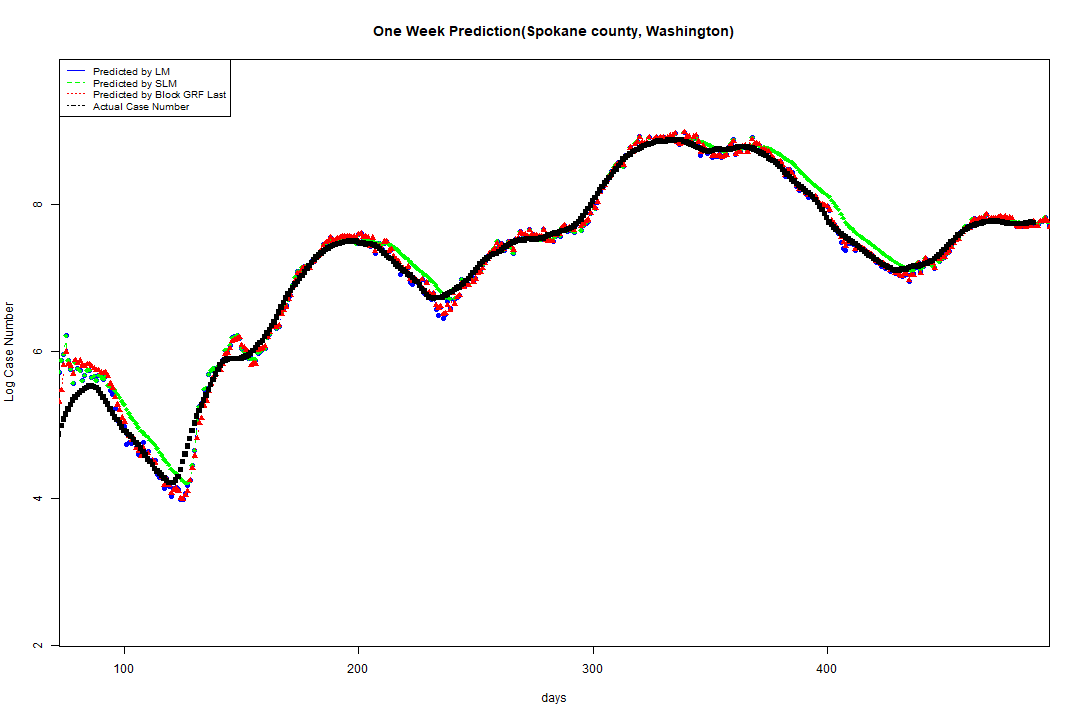 One Week Prediction(Spokane county, Washington)
Predicted by LM
Predicted by SLM
Predicted by Block GRF Last
Actual Case Number
Log Case Number
8
6
4
2
100 200 300 400
days